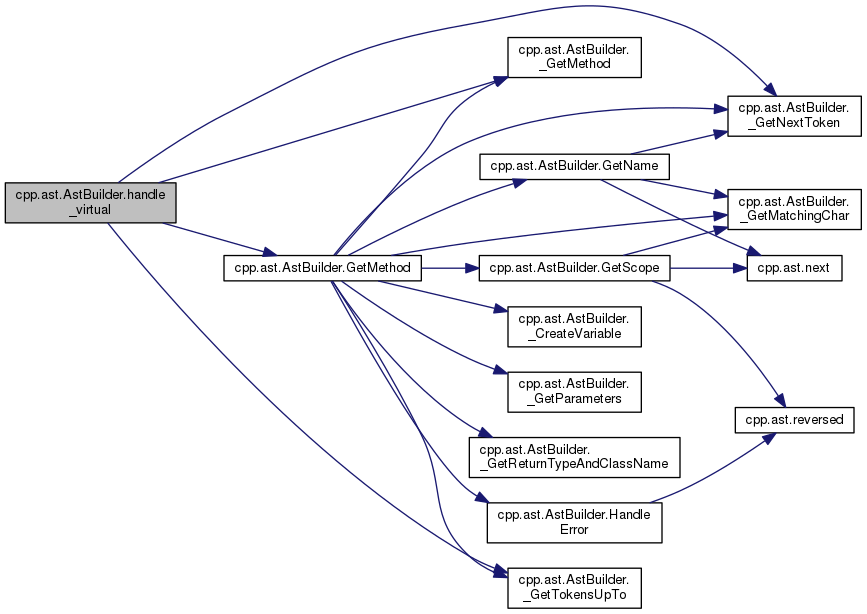 cpp.ast.AstBuilder.handle
_virtual
cpp.ast.AstBuilder.GetMethod
cpp.ast.AstBuilder.
_GetMethod
cpp.ast.AstBuilder.GetName
cpp.ast.AstBuilder.GetScope
cpp.ast.AstBuilder.
_CreateVariable
cpp.ast.AstBuilder.
_GetParameters
cpp.ast.AstBuilder.
_GetReturnTypeAndClassName
cpp.ast.AstBuilder.Handle
Error
cpp.ast.AstBuilder.
_GetTokensUpTo
cpp.ast.AstBuilder.
_GetNextToken
cpp.ast.AstBuilder.
_GetMatchingChar
cpp.ast.next
cpp.ast.reversed